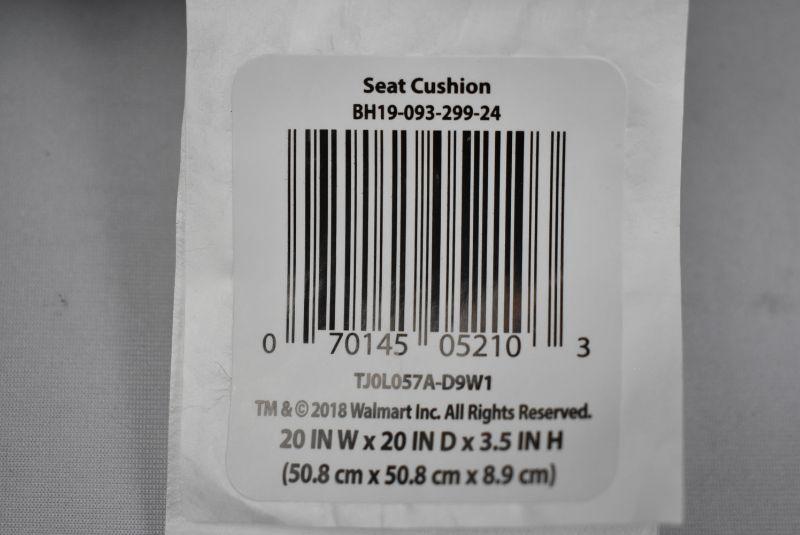 Seat Cushion
BH19-093-299-24
0 70145 05210 3
TJ0L057A-D9W1
TM & © 2018 Walmart Inc. All Rights Reserved.
20 IN W x 20 IN D x 3.5 IN H
(50.8 cm x 50.8 cm x 8.9 cm)